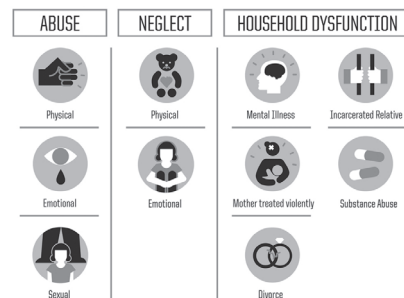 ABUSE
Physical
Emotional
Sexual
NEGLECT
Physical
Emotional
HOUSEHOLD DYSFUNCTION
Mental Illness
Incarcerated Relative
Mother treated violently
Substance Abuse
Divorce